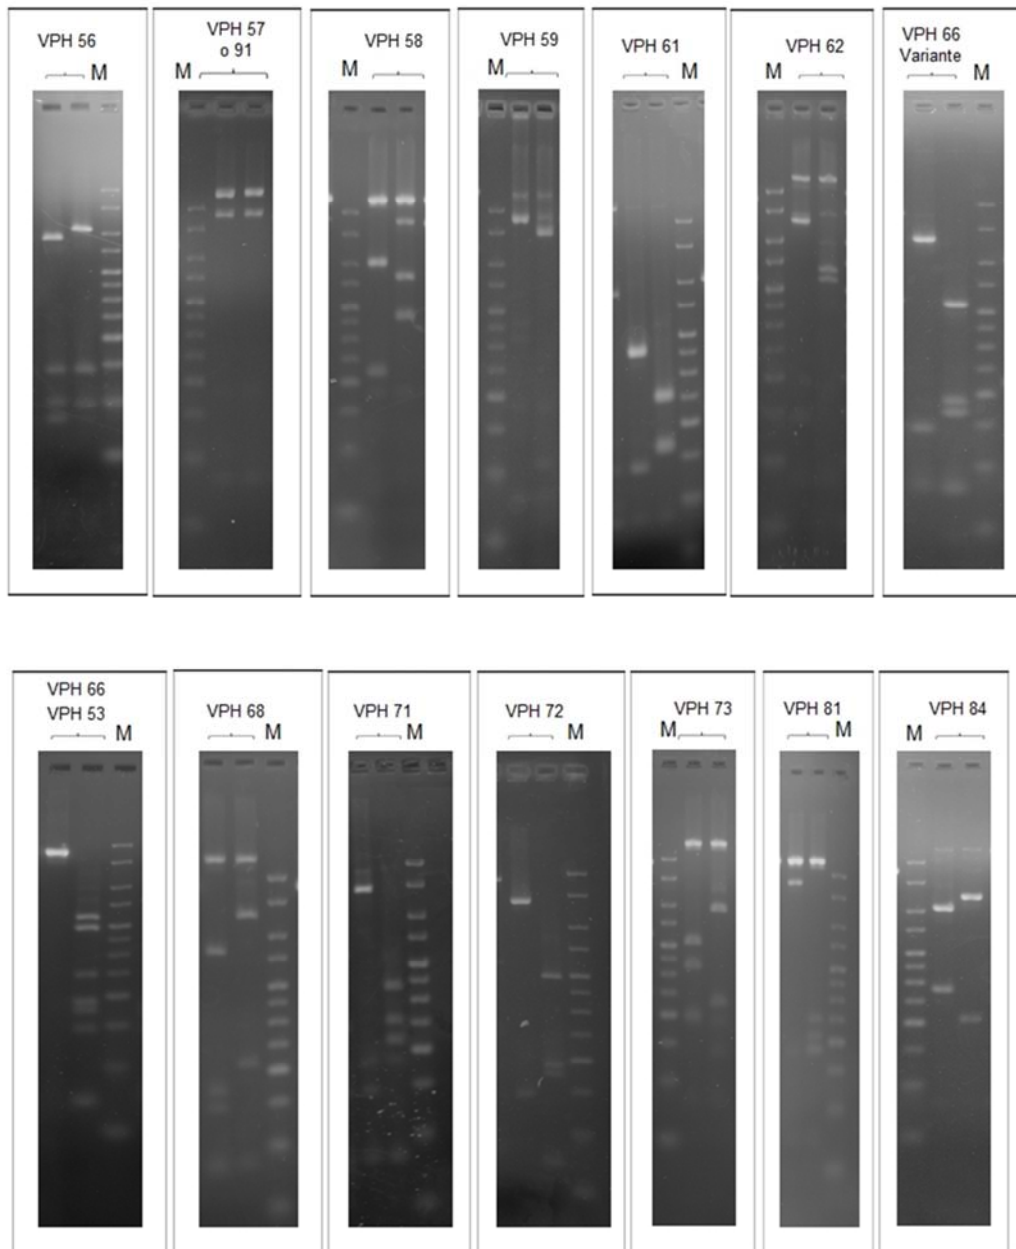 VPH 56
M
VPH 57
o 91
M
VPH 58
M
VPH 59
M
VPH 61
M
VPH 62
M
VPH 66
Variante
M
VPH 66
VPH 53
M
VPH 68
M
VPH 71
M
VPH 72
M
VPH 73
M
VPH 81
M
VPH 84
M